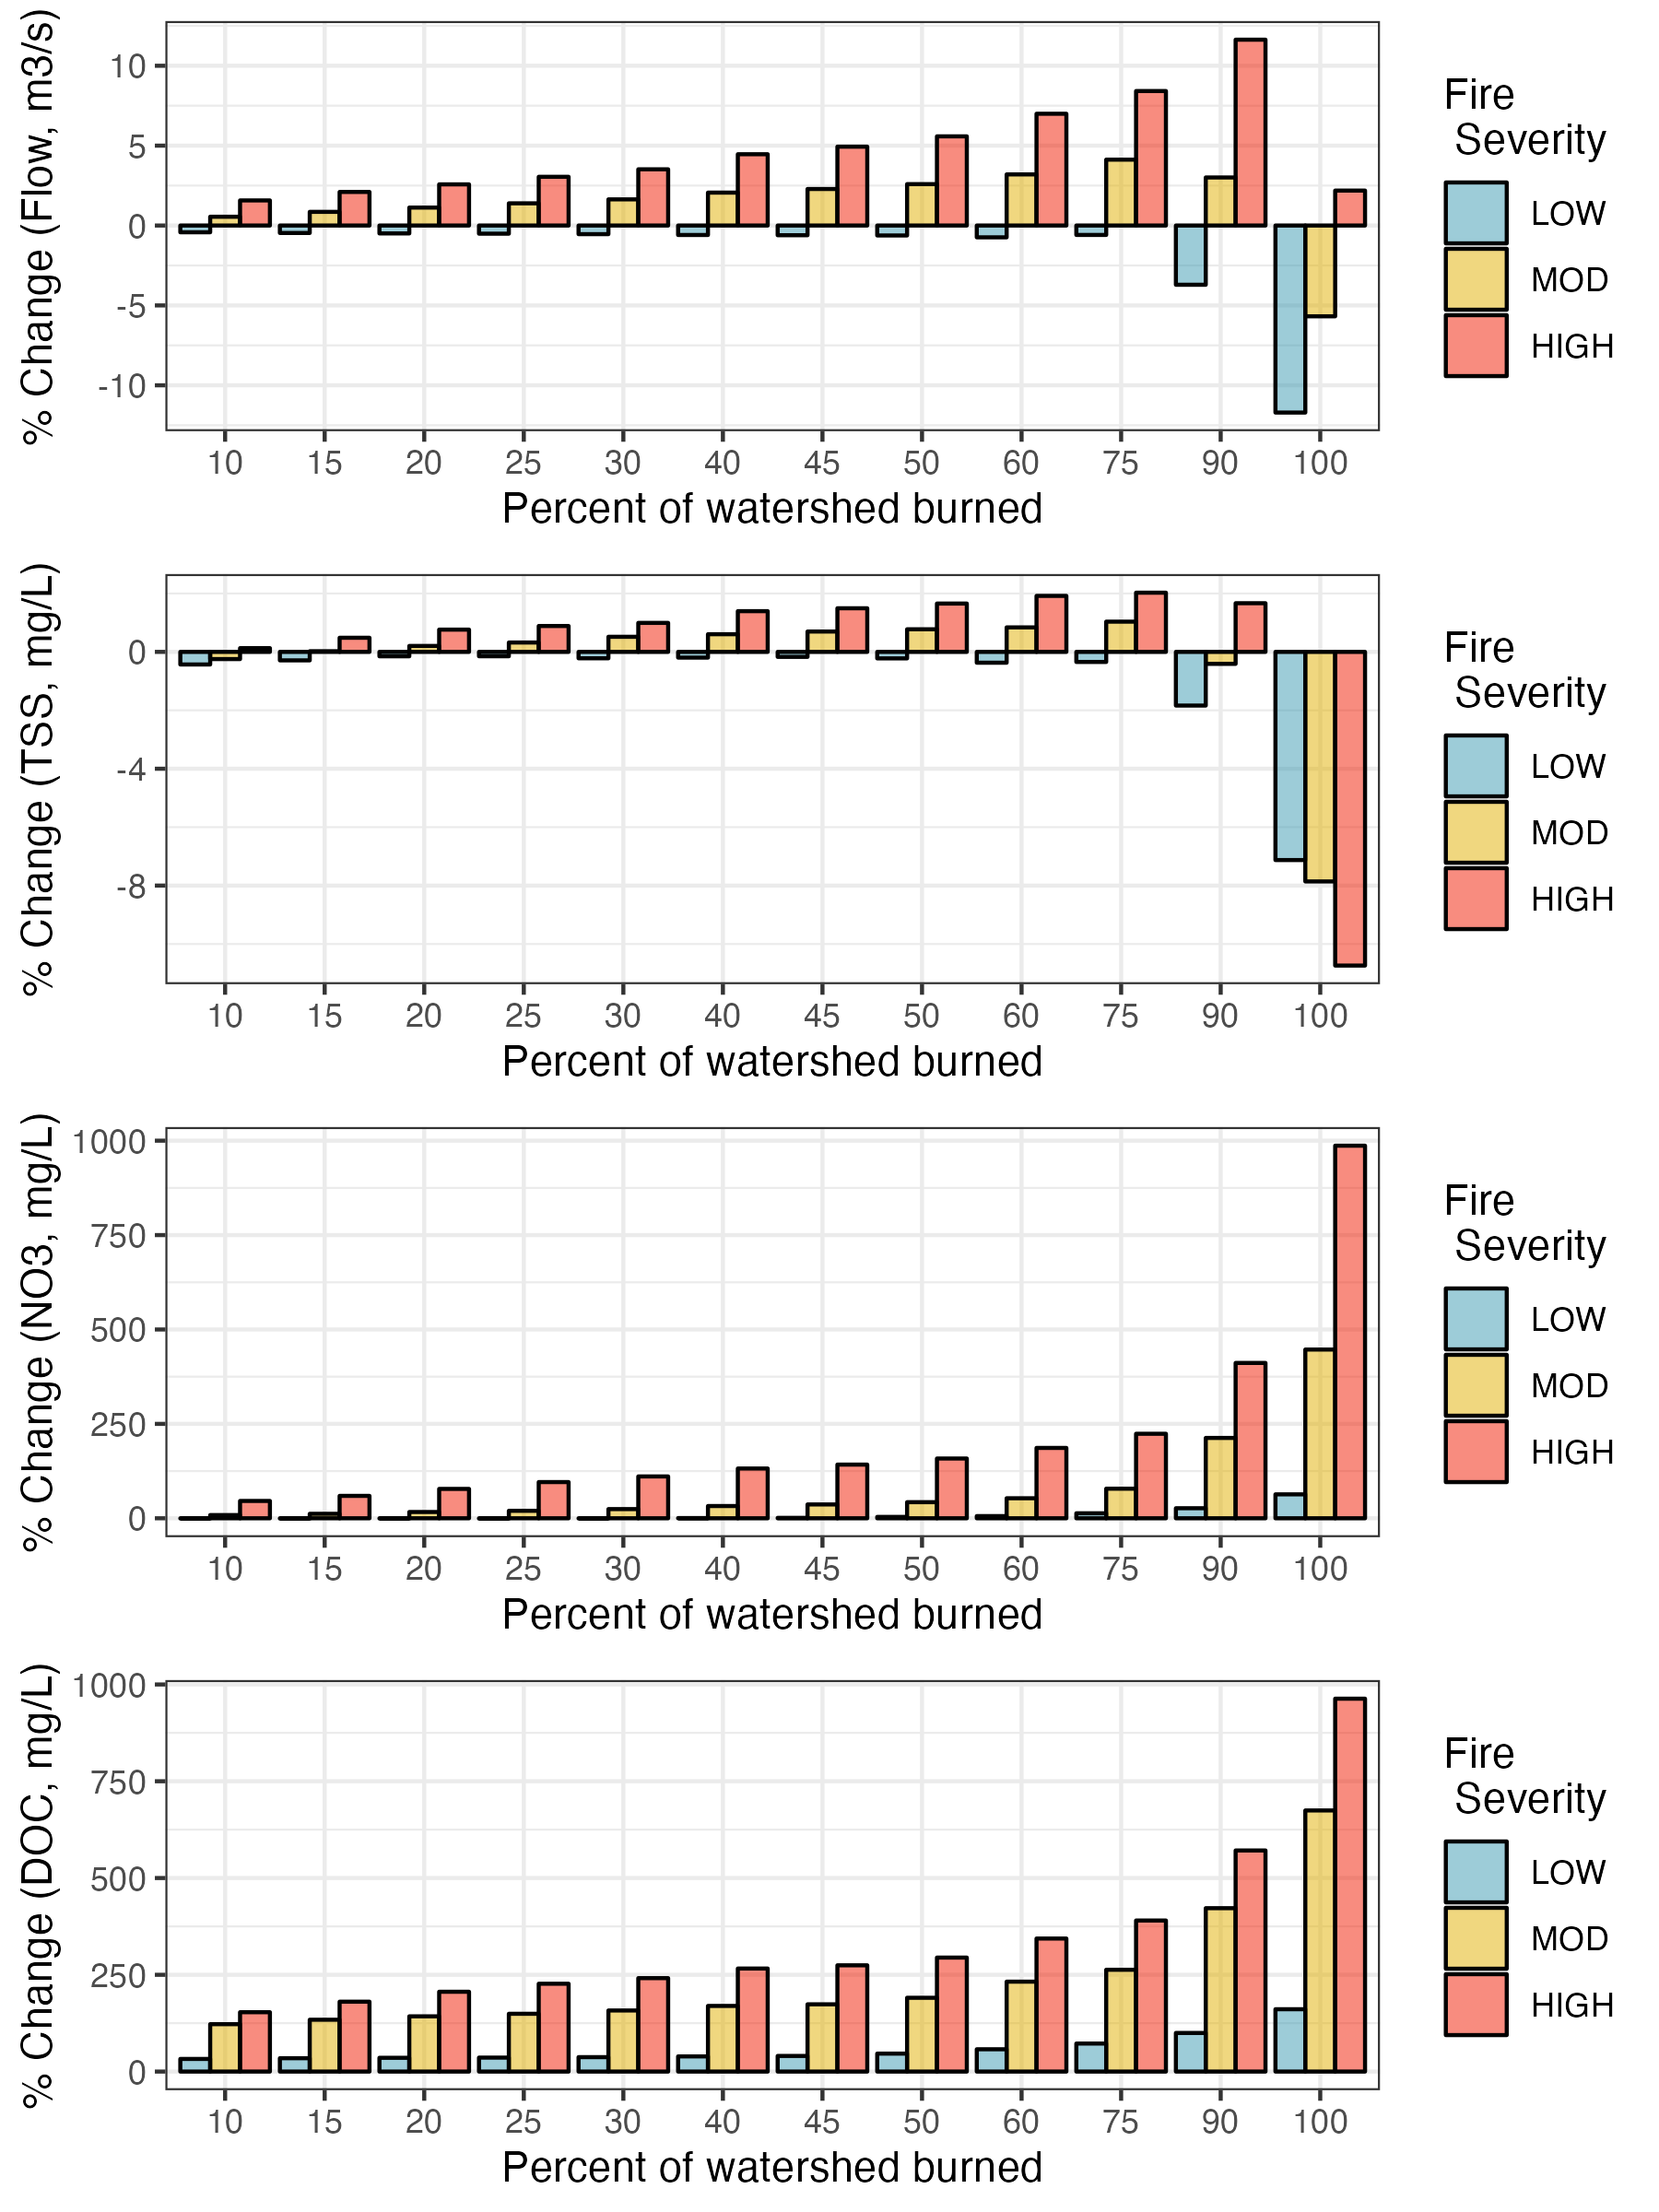 % Change (Flow, m3/s)
10
5
0
-5
-10
10 15 20 25 30 40 45 50 60 75 90 100
Percent of watershed burned
Fire
Severity
LOW
MOD
HIGH
% Change (TSS, mg/L)
0
-4
-8
10 15 20 25 30 40 45 50 60 75 90 100
Percent of watershed burned
Fire
Severity
LOW
MOD
HIGH
% Change (NO3, mg/L)
1000
750
500
250
0
10 15 20 25 30 40 45 50 60 75 90 100
Percent of watershed burned
Fire
Severity
LOW
MOD
HIGH
% Change (DOC, mg/L)
1000
750
500
250
0
10 15 20 25 30 40 45 50 60 75 90 100
Percent of watershed burned
Fire
Severity
LOW
MOD
HIGH